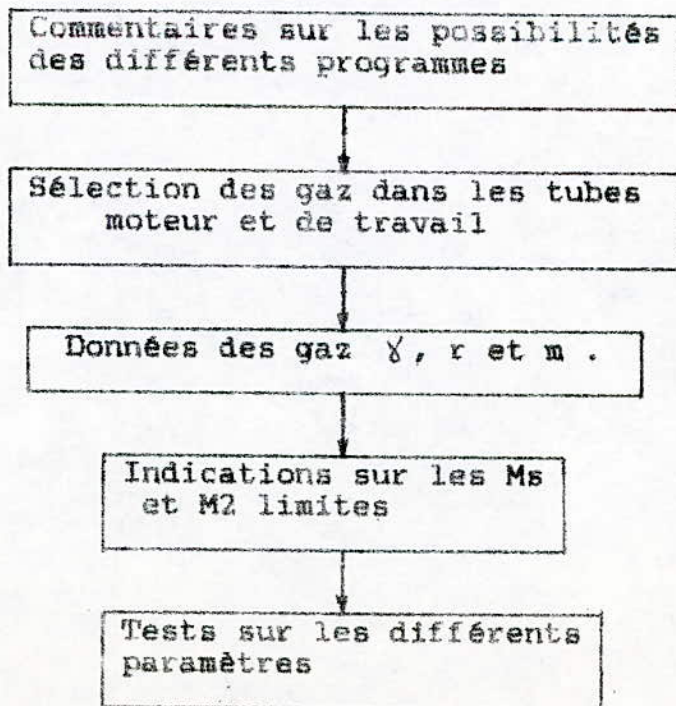 Commentaires sur les possibilités
des différents programmes
Sélection des gaz dans les tubes
moteur et de travail
Données des gaz γ, r et m .
Indications sur les Ms
et M2 limites
Tests sur les différents
paramètres